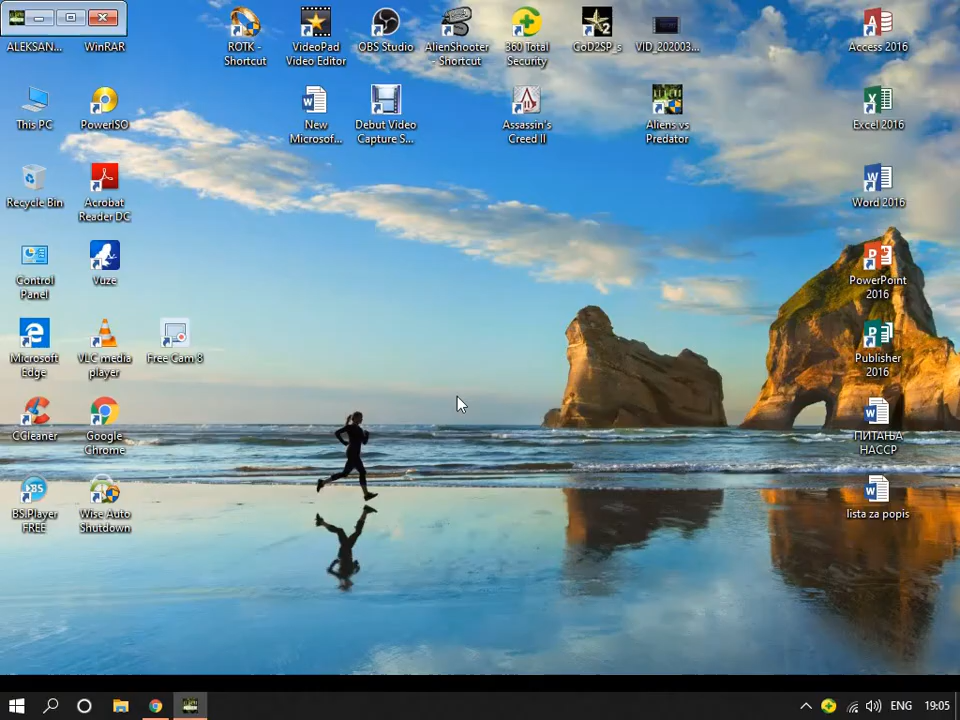 ALEKSAN...
WinRAR
ROTK -
Shortcut
VideoPad
Video Editor
OBS Studio
AlienShooter
- Shortcut
360 Total
Security
CoD2SP_s
VID_202003...
Access 2016
This PC
PowerISO
New
Microsof...
Debut Video
Capture S...
Assassin's
Creed II
Aliens vs
Predator
Excel 2016
Recycle Bin
Acrobat
Reader DC
Word 2016
Control
Panel
Vuze
PowerPoint
2016
Microsoft
Edge
VLC media
player
Free Cam 8
Publisher
2016
CCleaner
Google
Chrome
ПИТАЊА
HACCP
BS.Player
FREE
Wise Auto
Shutdown
lista za popis
ENG
19:05